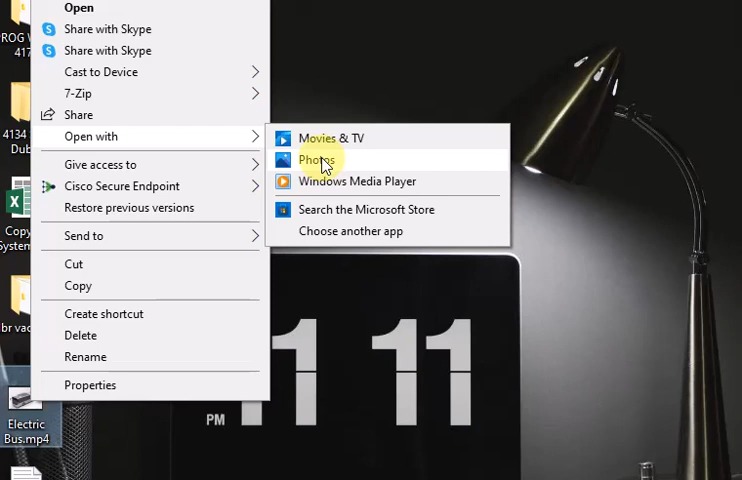 Open
Share with Skype
Share with Skype
Cast to Device
7-Zip
Share
Open with
Give access to
Cisco Secure Endpoint
Restore previous versions
Send to
Cut
Copy
Create shortcut
Delete
Rename
Properties
Movies & TV
Photos
Windows Media Player
Search the Microsoft Store
Choose another app
PROG
417
4134 S
Dub
Copy
System
br vac
Electric
Bus.mp4
PM
11 11